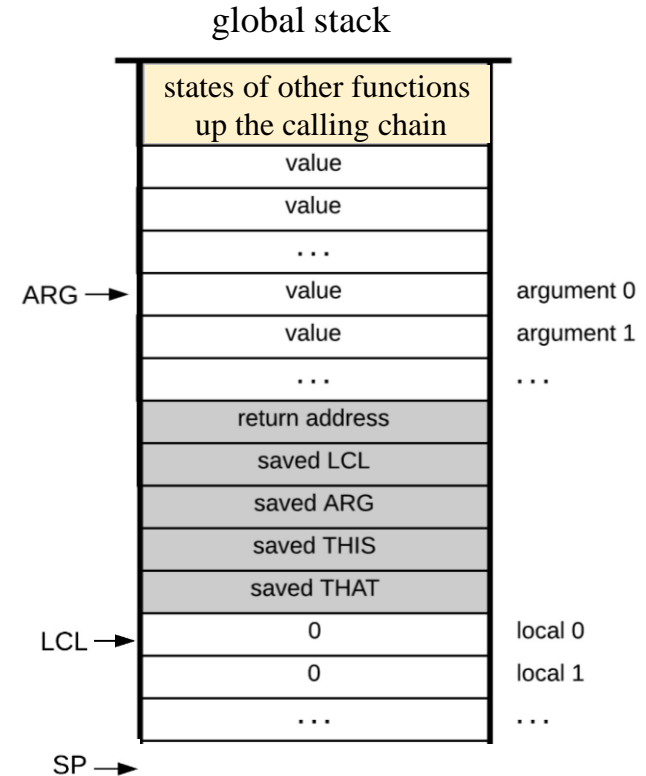 global stack
states of other functions
up the calling chain
value
value
...
ARG
value
argument 0
value
argument 1
...
...
return address
saved LCL
saved ARG
saved THIS
saved THAT
LCL
0
local 0
0
local 1
...
...
SP